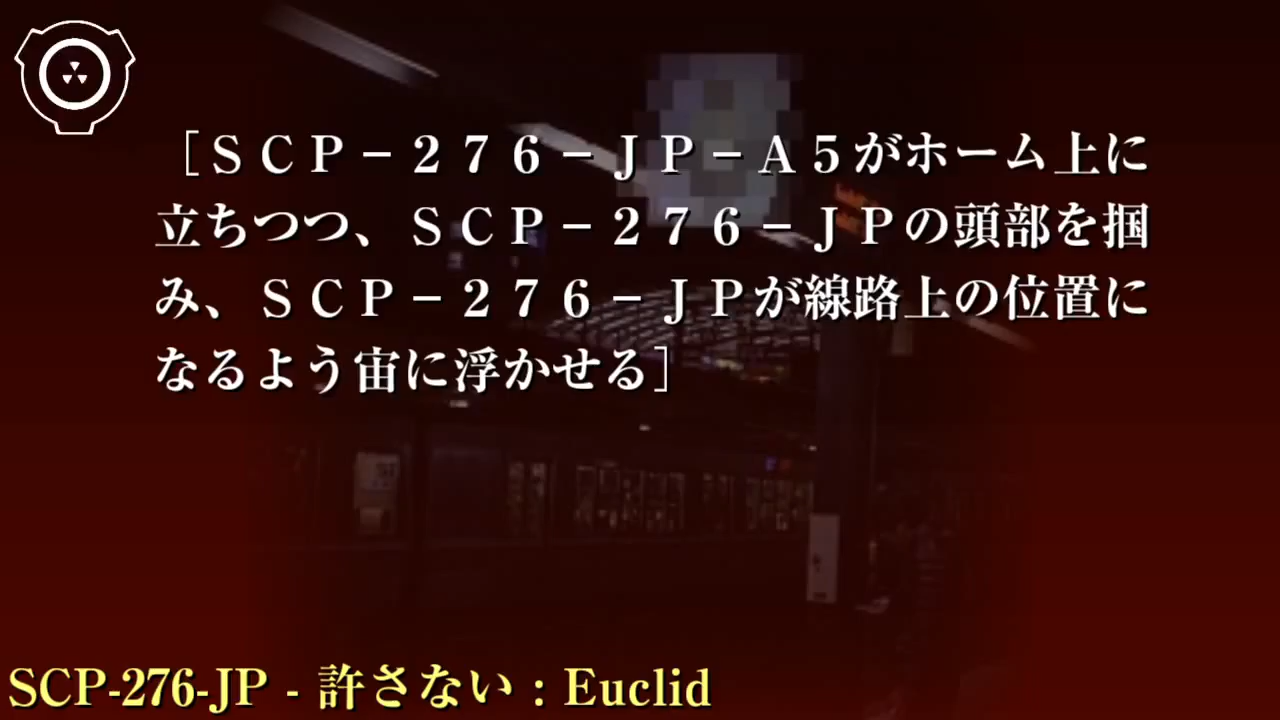 ［ＳＣＰ－２７６－ＪＰ－Ａ５がホーム上に
立ちつつ、ＳＣＰ－２７６－ＪＰの頭部を掴
み、ＳＣＰ－２７６－ＪＰが線路上の位置に
なるよう宙に浮かせる］
SCP-276-JP - 許さない : Euclid